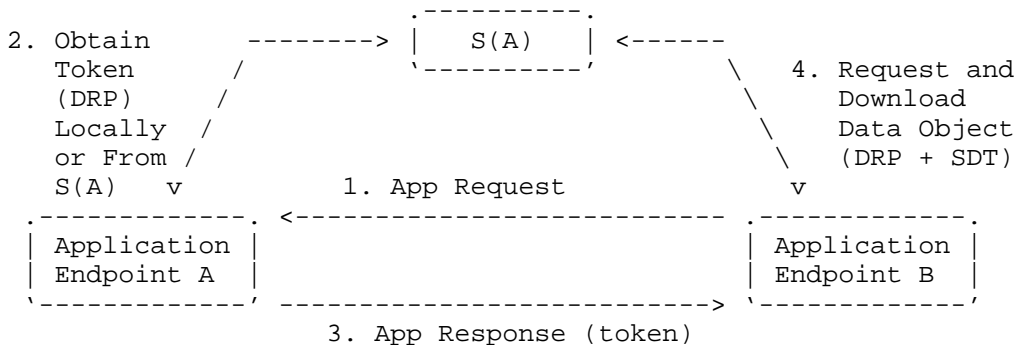 .----------.
2. Obtain      --------> |   S(A)   | <------
   Token      /          '----------'       \   4. Request and
   (DRP)     /                               \     Download
   Locally  /                                 \    Data Object
   or From /                                   \   (DRP + SDT)
   S(A)   v          1. App Request             v
 .-------------. <--------------------------- .-------------.
 | Application |                              | Application |
 | Endpoint A  |                              | Endpoint B  |
 '-------------' ---------------------------> '-------------'
                    3. App Response (token)